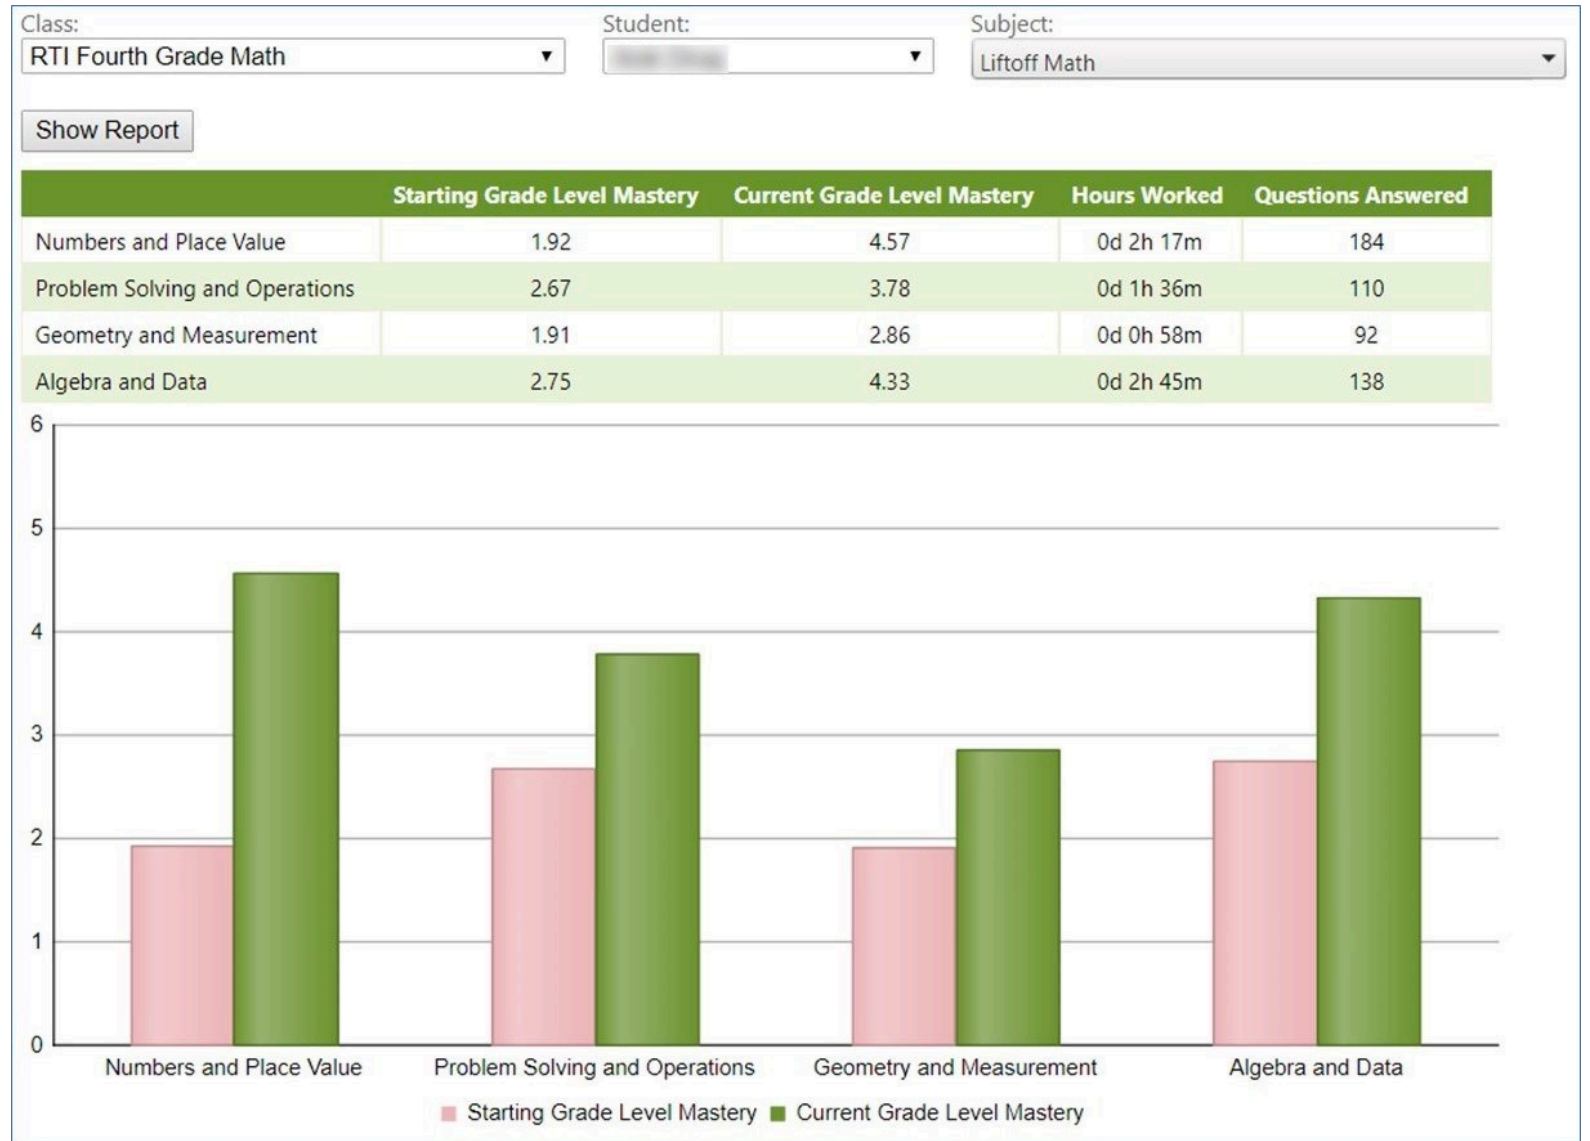 Class: Student: Subject:
RTI Fourth Grade Math Liftoff Math
Show Report
Starting Grade Level Mastery Current Grade Level Mastery Hours Worked Questions Answered
Numbers and Place Value 1.92 4.57 0d 2h 17m 184
Problem Solving and Operations 2.67 3.78 0d 1h 36m 110
Geometry and Measurement 1.91 2.86 0d 0h 58m 92
Algebra and Data 2.75 4.33 0d 2h 45m 138
6
5
4
3
2
1
0
Numbers and Place Value Problem Solving and Operations Geometry and Measurement Algebra and Data
Starting Grade Level Mastery Current Grade Level Mastery